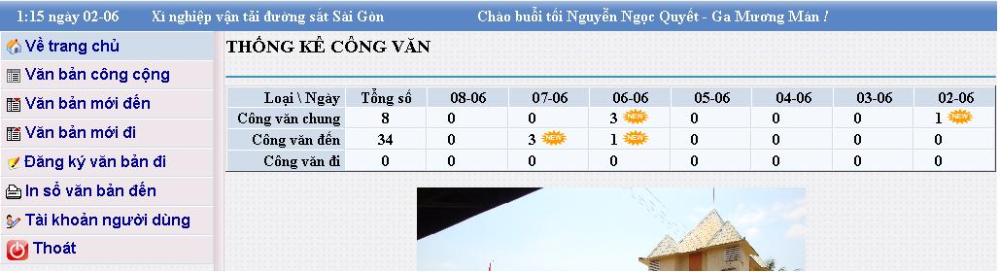 1:15 ngày 02-06 Xí nghiệp vận tải đường sắt Sài Gòn Chào buổi tối Nguyễn Ngọc Quyết - Ga Mương Mán !
Về trang chủ
Văn bản công cộng
Văn bản mới đến
Văn bản mới đi
Đăng ký văn bản đi
In sổ văn bản đến
Tài khoản người dùng
Thoát
THỐNG KÊ CÔNG VĂN
Loại \ Ngày Tổng số 08-06 07-06 06-06 05-06 04-06 03-06 02-06
Công văn chung 8 0 0 3 NEW 0 0 0 1 NEW
Công văn đến 34 0 3 NEW 1 NEW 0 0 0 0
Công văn đi 0 0 0 0 0 0 0 0